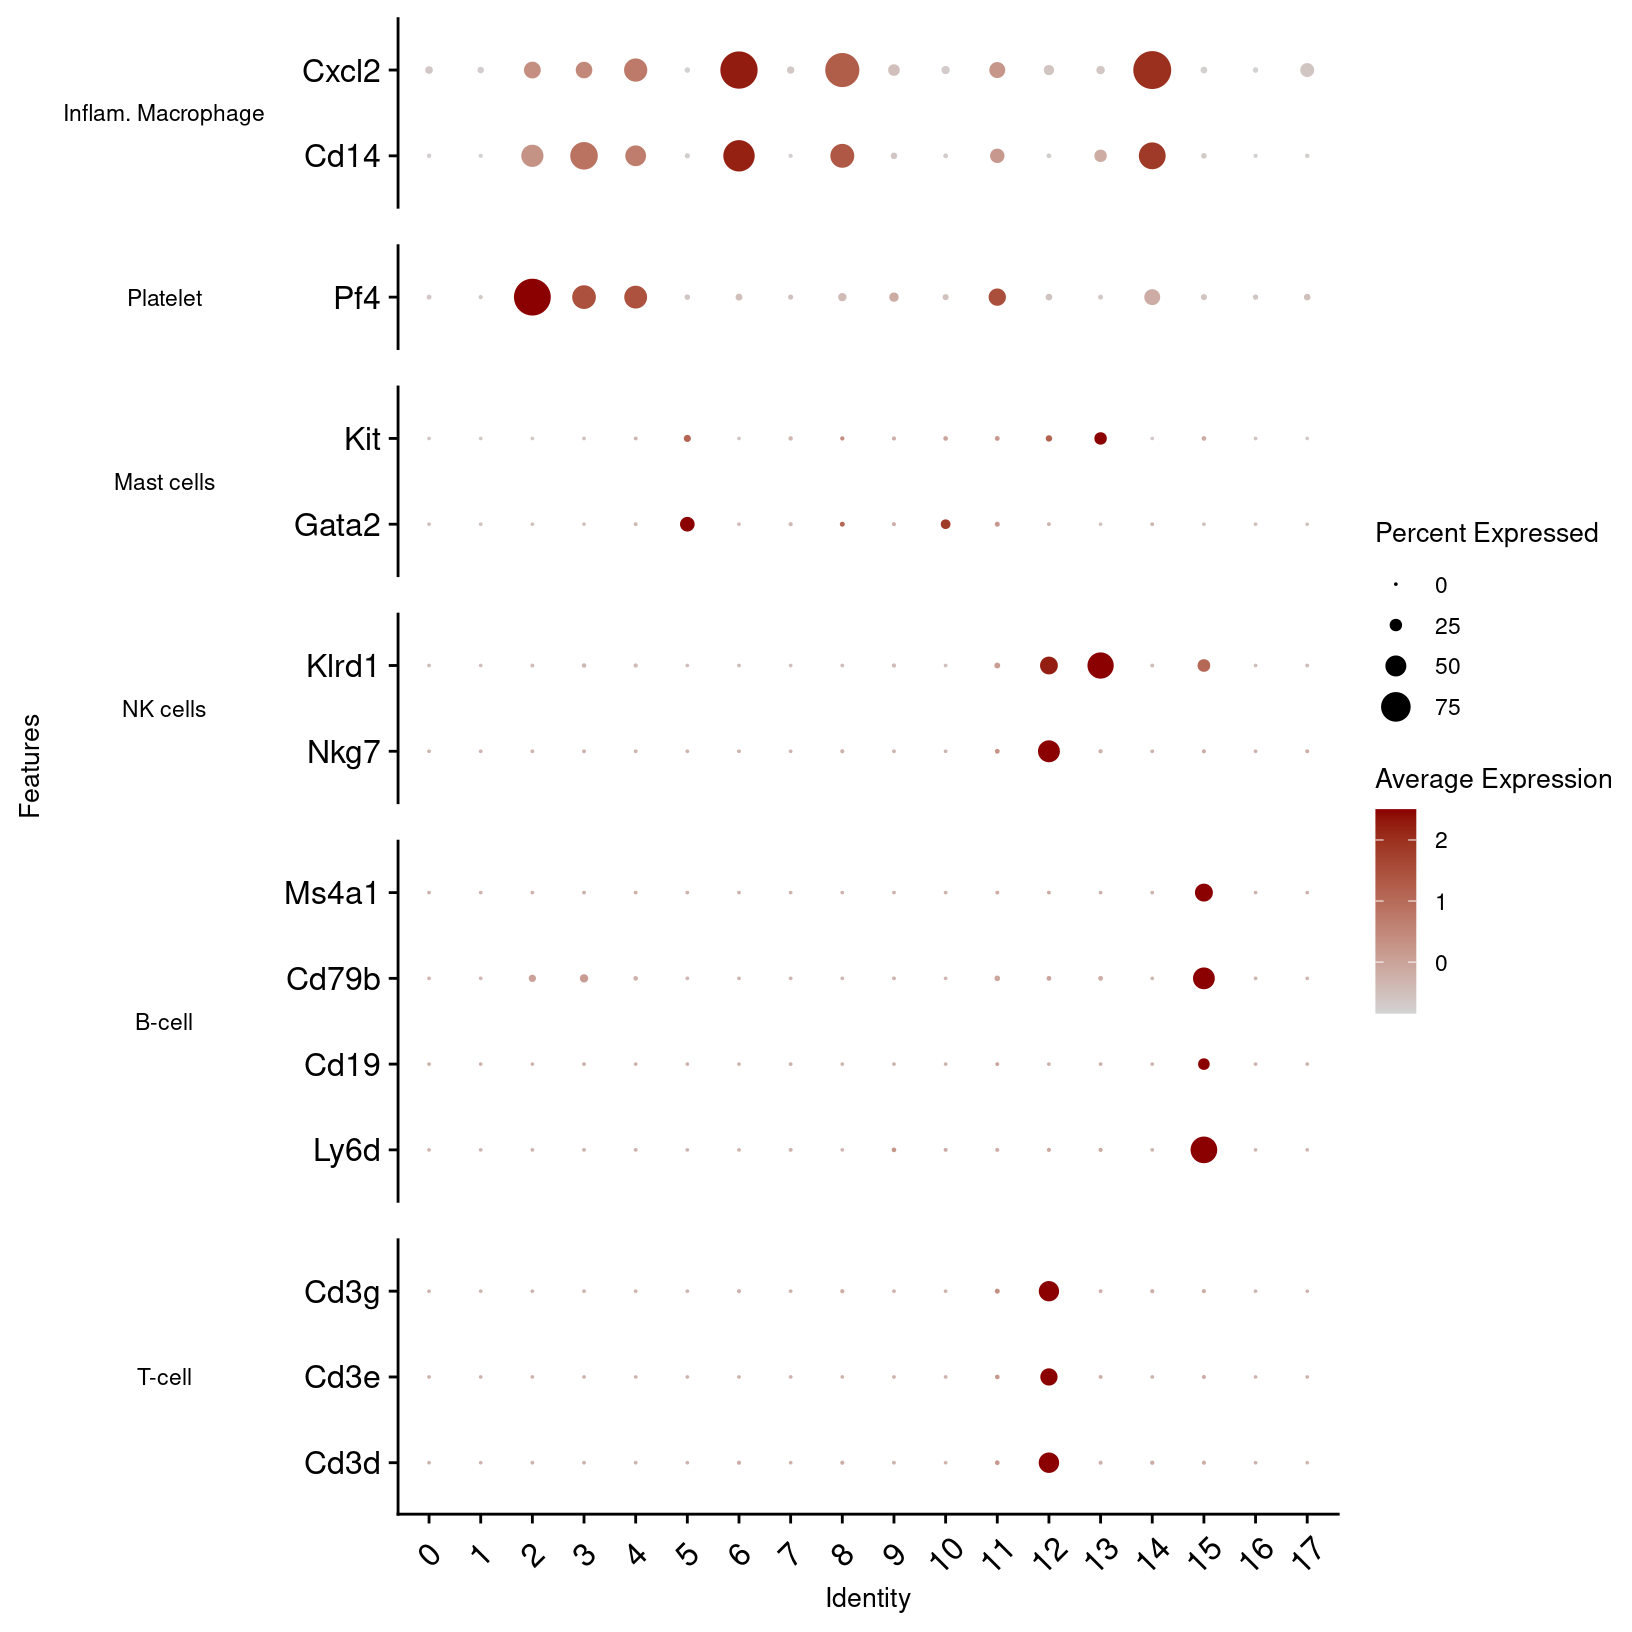 Features
Inflam. Macrophage
Cxcl2
Cd14
Platelet
Pf4
Mast cells
Kit
Gata2
NK cells
Klrd1
Nkg7
B-cell
Ms4a1
Cd79b
Cd19
Ly6d
T-cell
Cd3g
Cd3e
Cd3d
0 1 2 3 4 5 6 7 8 9 10 11 12 13 14 15 16 17
Identity
Percent Expressed
0
25
50
75
Average Expression
2
1
0